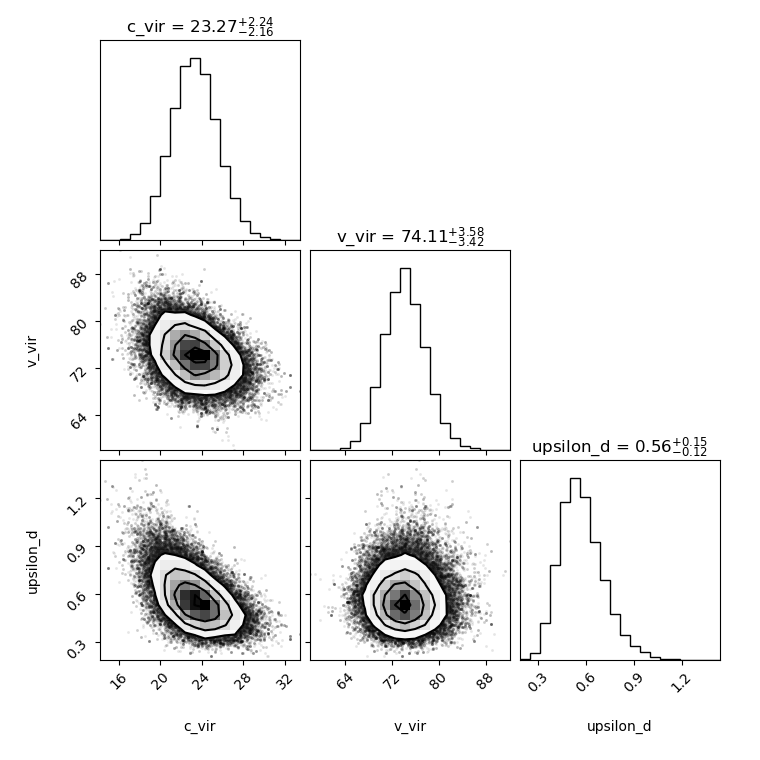 c_vir = 23.27+2.24−2.16
v_vir = 74.11+3.58−3.42
88
80
72
64
v_vir
upsilon_d = 0.56+0.15−0.12
1.2
0.9
0.6
0.3
upsilon_d
16 20 24 28 32
64 72 80 88
0.3 0.6 0.9 1.2
c_vir
v_vir
upsilon_d